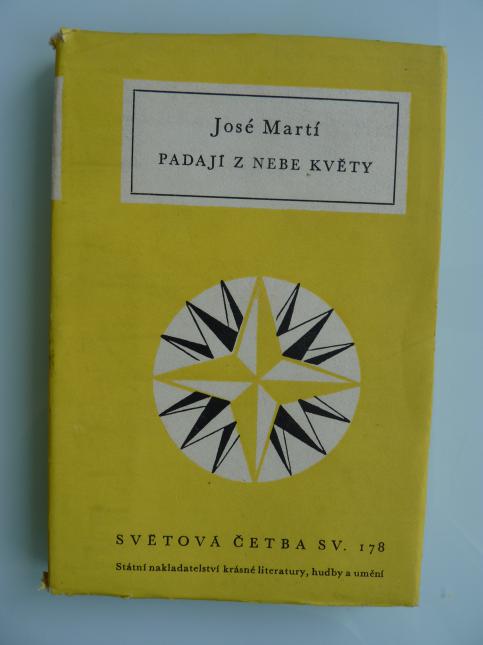 José Martí
PADAJÍ Z NEBE KVĚTY
SVĚTOVÁ ČETBA SV. 178
Státní nakladatelství krásné literatury, hudby a umění